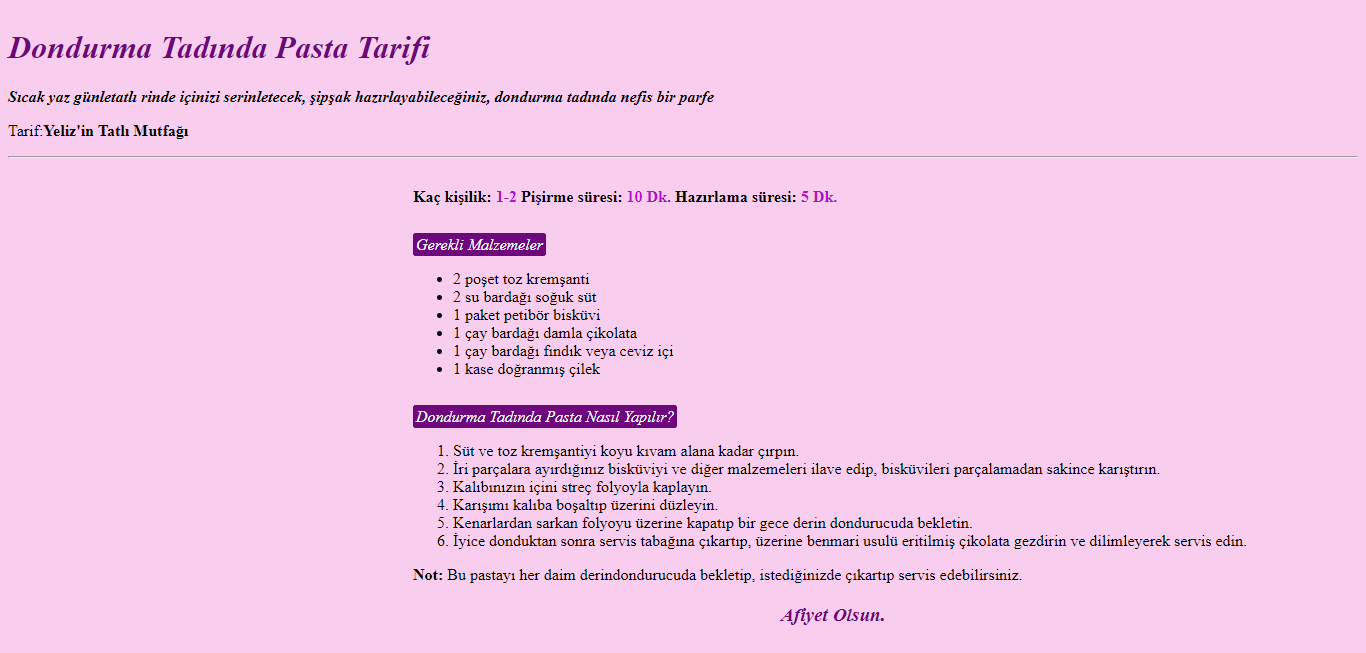 Dondurma Tadında Pasta Tarifi
Sıcak yaz günletatlı rinde içinizi serinletecek, şipşak hazırlayabileceğiniz, dondurma tadında nefis bir parfe
Tarif:Yeliz'in Tatlı Mutfağı
Kaç kişilik: 1-2 Pişirme süresi: 10 Dk. Hazırlama süresi: 5 Dk.
Gerekli Malzemeler
• 2 poşet toz kremşanti
• 2 su bardağı soğuk süt
• 1 paket petibör bisküvi
• 1 çay bardağı damla çikolata
• 1 çay bardağı fındık veya ceviz içi
• 1 kase doğranmış çilek
Dondurma Tadında Pasta Nasıl Yapılır?
1. Süt ve toz kremşantiyi koyu kıvam alana kadar çırpın.
2. İri parçalara ayırdığınız bisküviyi ve diğer malzemeleri ilave edip, bisküvileri parçalamadan sakince karıştırın.
3. Kalıbınızın içini streç folyoyla kaplayın.
4. Karışımı kalıba boşaltıp üzerini düzleyin.
5. Kenarlardan sarkan folyoyu üzerine kapatıp bir gece derin dondurucuda bekletin.
6. İyice donduktan sonra servis tabağına çıkartıp, üzerine benmari usulü eritilmiş çikolata gezdirin ve dilimleyerek servis edin.
Not: Bu pastayı her daim derindondurucuda bekletip, istediğinizde çıkartıp servis edebilirsiniz.
Afiyet Olsun.